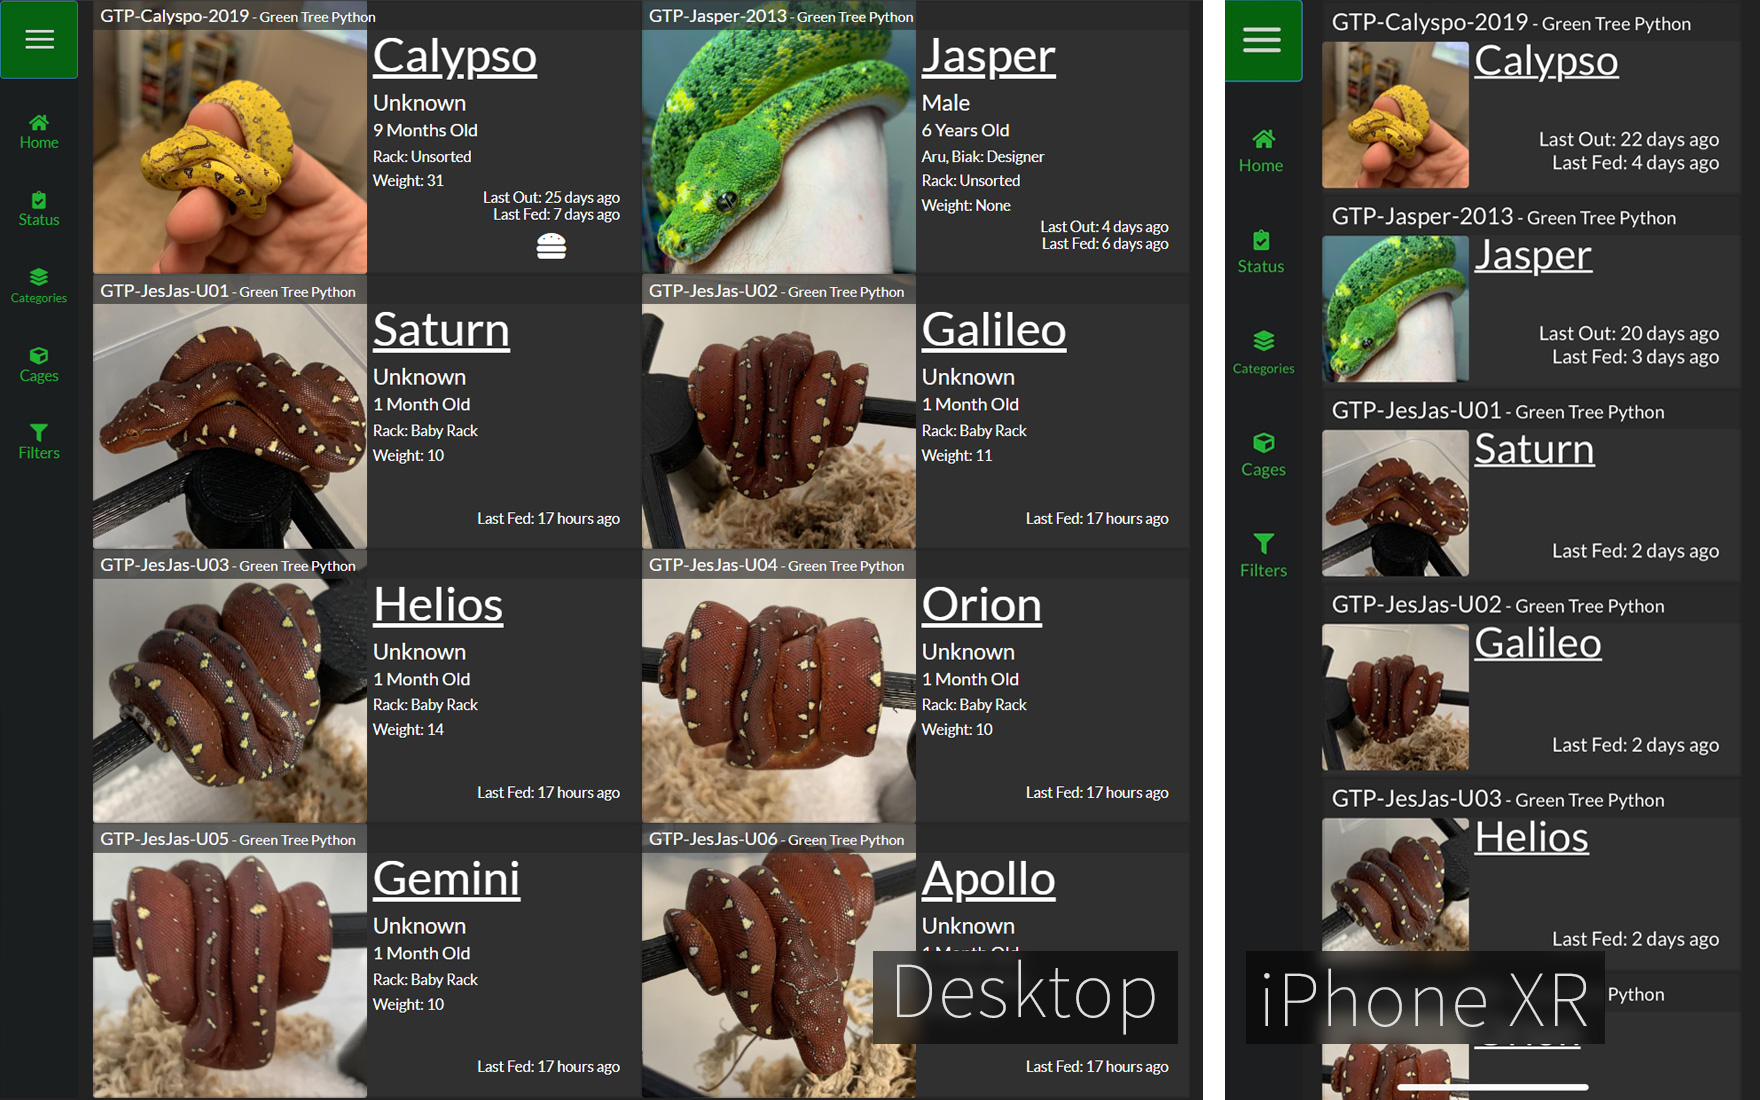 Home
Status
Categories
Cages
Filters
GTP-Calyspo-2019 - Green Tree Python
Calypso
Unknown
9 Months Old
Rack: Unsorted
Weight: 31
Last Out: 25 days ago
Last Fed: 7 days ago
GTP-Jasper-2013 - Green Tree Python
Jasper
Male
6 Years Old
Aru, Biak: Designer
Rack: Unsorted
Weight: None
Last Out: 4 days ago
Last Fed: 6 days ago
GTP-JesJas-U01 - Green Tree Python
Saturn
Unknown
1 Month Old
Rack: Baby Rack
Weight: 10
Last Fed: 17 hours ago
GTP-JesJas-U02 - Green Tree Python
Galileo
Unknown
1 Month Old
Rack: Baby Rack
Weight: 11
Last Fed: 17 hours ago
GTP-JesJas-U03 - Green Tree Python
Helios
Unknown
1 Month Old
Rack: Baby Rack
Weight: 14
Last Fed: 17 hours ago
GTP-JesJas-U04 - Green Tree Python
Orion
Unknown
1 Month Old
Rack: Baby Rack
Weight: 10
Last Fed: 17 hours ago
GTP-JesJas-U05 - Green Tree Python
Gemini
Unknown
1 Month Old
Rack: Baby Rack
Weight: 10
Last Fed: 17 hours ago
GTP-JesJas-U06 - Green Tree Python
Apollo
Unknown
1 Month Old
Last Fed: 17 hours ago
Desktop
Home
Status
Categories
Cages
Filters
GTP-Calyspo-2019 - Green Tree Python
Calypso
Last Out: 22 days ago
Last Fed: 4 days ago
GTP-Jasper-2013 - Green Tree Python
Jasper
Last Out: 20 days ago
Last Fed: 3 days ago
GTP-JesJas-U01 - Green Tree Python
Saturn
Last Fed: 2 days ago
GTP-JesJas-U02 - Green Tree Python
Galileo
Last Fed: 2 days ago
GTP-JesJas-U03 - Green Tree Python
Helios
Last Fed: 2 days ago
Python
Orion
iPhone XR